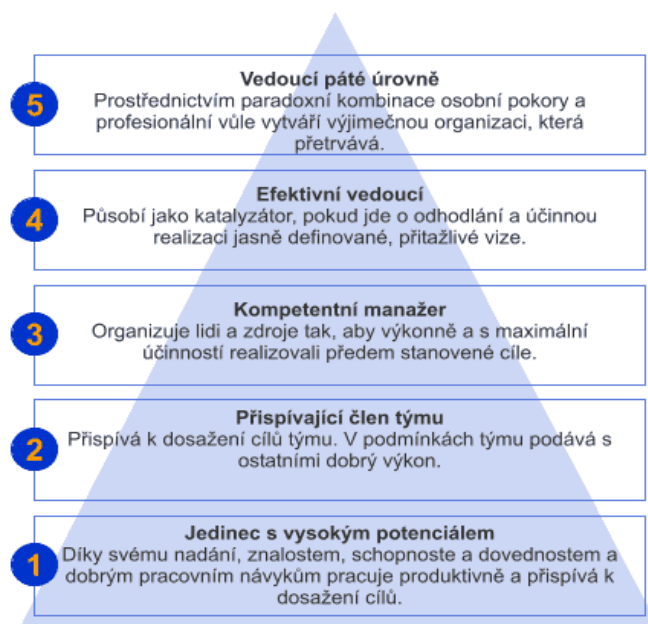 5
Vedoucí páté úrovně
Prostřednictvím paradoxní kombinace osobní pokory a
profesionální vůle vytváří výjimečnou organizaci, která
přetrvává.
4
Efektivní vedoucí
Působí jako katalyzátor, pokud jde o odhodlání a účinnou
realizaci jasně definované, přitažlivé vize.
3
Kompetentní manažer
Organizuje lidi a zdroje tak, aby výkonně a s maximální
účinností realizovali předem stanovené cíle.
2
Přispívající člen týmu
Přispívá k dosažení cílů týmu. V podmínkách týmu podává s
ostatními dobrý výkon.
1
Jedinec s vysokým potenciálem
Díky svému nadání, znalostem, schopnoste a dovednostem a
dobrým pracovním návykům pracuje produktivně a přispívá k
dosažení cílů.